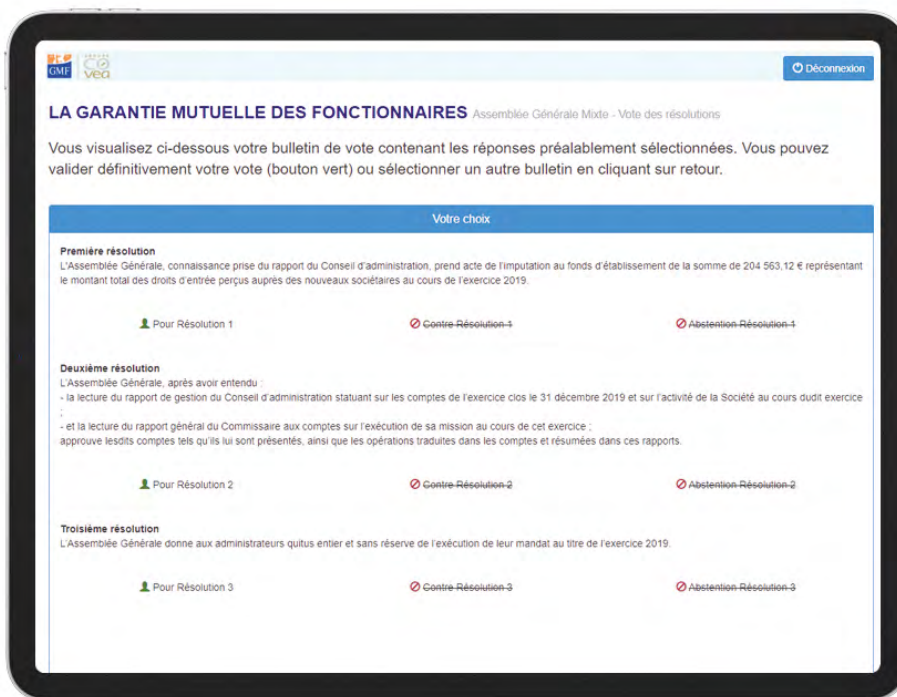 GMF
GROUPE
covea
Déconnexion
LA GARANTIE MUTUELLE DES FONCTIONNAIRES Assemblée Générale Mixte - Vote des résolutions
Vous visualisez ci-dessous votre bulletin de vote contenant les réponses préalablement sélectionnées. Vous pouvez
valider définitivement votre vote (bouton vert) ou sélectionner un autre bulletin en cliquant sur retour.
Votre choix
Première résolution
L'Assemblée Générale, connaissance prise du rapport du Conseil d'administration, prend acte de l'imputation au fonds d'établissement de la somme de 204 563,12 € représentant
le montant total des droits d'entrée perçus auprès des nouveaux sociétaires au cours de l'exercice 2019.
Pour Résolution 1 Contre Résolution 1 Abstention Résolution 1
Deuxième résolution
L'Assemblée Générale, après avoir entendu :
- la lecture du rapport de gestion du Conseil d'administration statuant sur les comptes de l'exercice clos le 31 décembre 2019 et sur l'activité de la Société au cours dudit exercice
;
- et la lecture du rapport général du Commissaire aux comptes sur l'exécution de sa mission au cours de cet exercice ;
approuve lesdits comptes tels qu'ils lui sont présentés, ainsi que les opérations traduites dans les comptes et résumées dans ces rapports.
Pour Résolution 2 Contre Résolution 2 Abstention Résolution 2
Troisième résolution
L'Assemblée Générale donne aux administrateurs quitus entier et sans réserve de l'exécution de leur mandat au titre de l'exercice 2019.
Pour Résolution 3 Contre Résolution 3 Abstention Résolution 3